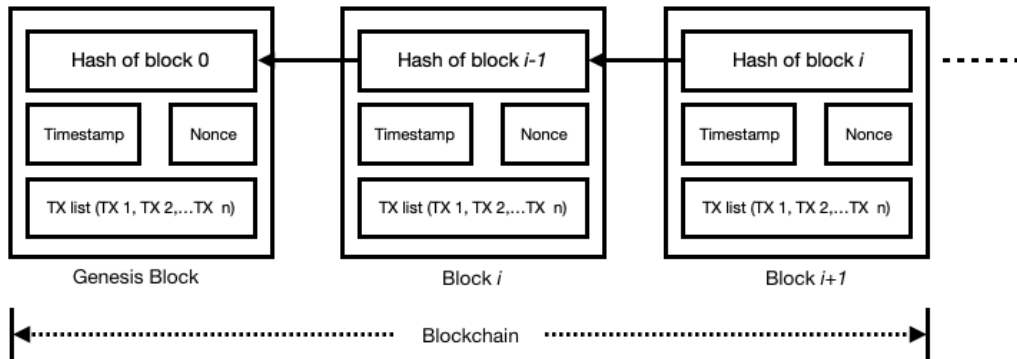 Hash of block 0
Hash of block i-1
Hash of block i
Timestamp
Nonce
Timestamp
Nonce
Timestamp
Nonce
TX list (TX 1, TX 2,...TX n)
TX list (TX 1, TX 2,...TX n)
TX list (TX 1, TX 2,...TX n)
Genesis Block
Block i
Block i+1
Blockchain